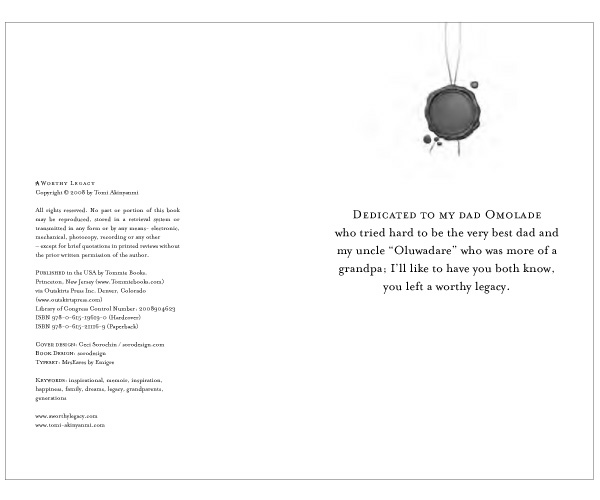 A Worthy Legacy
Copyright © 2008 by Tomi Akinyanmi
All rights reserved. No part or portion of this book
may be reproduced, stored in a retrieval system or
transmitted in any form or by any means- electronic,
mechanical, photocopy, recording or any other
– except for brief quotations in printed reviews without
the prior written permission of the author.
Published in the USA by Tommie Books.
Princeton, New Jersey (www.Tommiebooks.com)
via Outskirts Press Inc. Denver, Colorado
(www.outskirtspress.com)
Library of Congress Control Number: 2008904623
ISBN 978-0-615-19619-0 (Hardcover)
ISBN 978-0-615-21116-9 (Paperback)
Cover design: Ceci Sorochin / sorodesign.com
Book Design: sorodesign.
Typeset: MrsEaves by Emigre
Keywords: inspirational, memoir, inspiration,
happiness, family, dreams, legacy, grandparents,
generations
www.aworthylegacy.com
www.tomi-akinyanmi.com
Dedicated to my dad Omolade
who tried hard to be the very best dad and
my uncle “Oluwadare” who was more of a
grandpa; I’ll like to have you both know,
you left a worthy legacy.